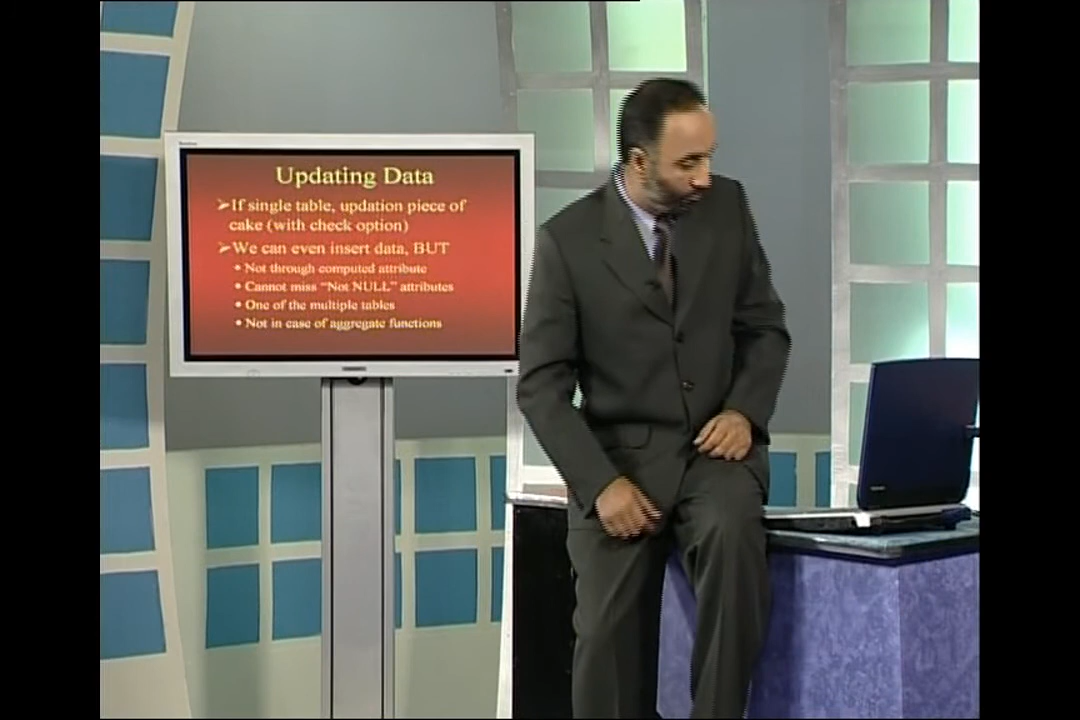 Updating Data
➢If single table, updation piece of
cake (with check option)
➢We can even insert data, BUT
• Not through computed attribute
• Cannot miss "Not NULL" attributes
• One of the multiple tables
• Not in case of aggregate functions